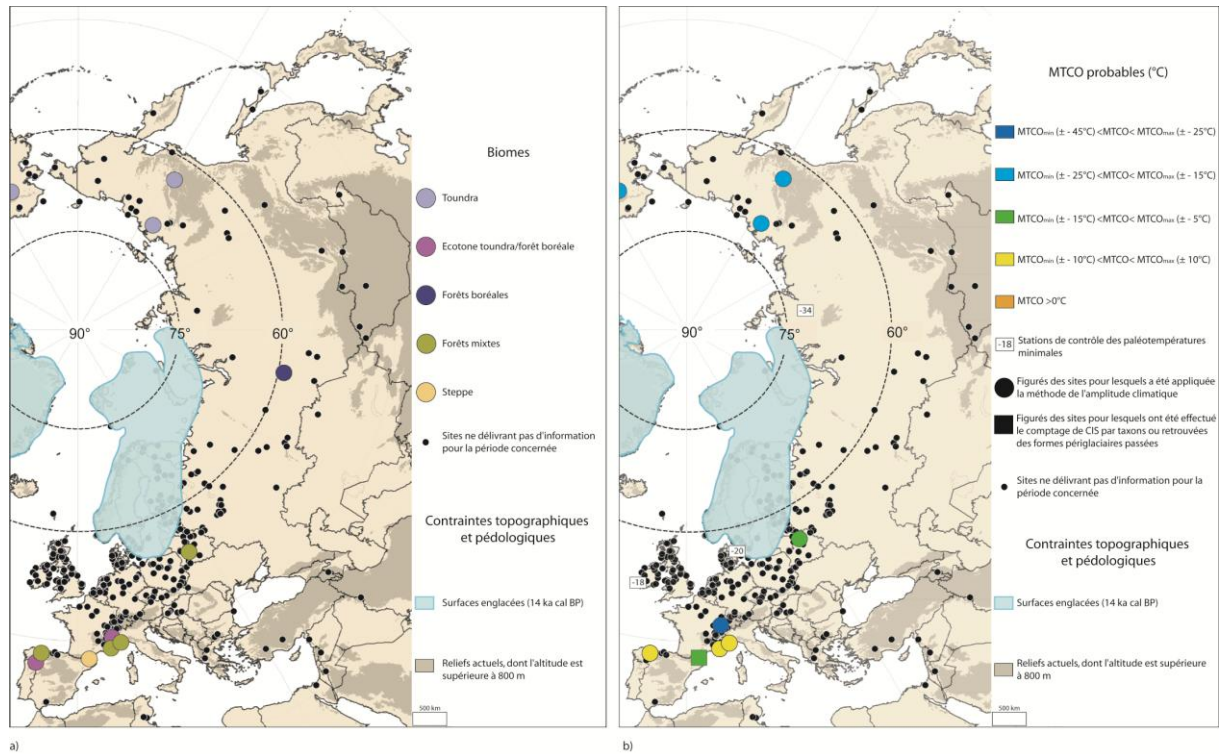 Biomes
Toundra
Ecotone toundra/forêt boréale
Forêts boréales
Forêts mixtes
Steppe
Sites ne délivrant pas d'information
pour la période concernée
Contraintes topographiques
et pédologiques
Surfaces englacées (14 ka cal BP)
Reliefs actuels, dont l'altitude est
supérieure à 800 m
500 km
90°
75°
60°
a)
MTCO probables (°C)
MTCOmin (± - 45°C) <MTCO< MTCOmax (± - 25°C)
MTCOmin (± - 25°C) <MTCO< MTCOmax (± - 15°C)
MTCOmin (± - 15°C) <MTCO< MTCOmax (± - 5°C)
MTCOmin (± - 10°C) <MTCO< MTCOmax (± 10°C)
MTCO >0°C
-18 Stations de contrôle des paléotempératures
minimales
Figurés des sites pour lesquels a été appliquée
la méthode de l'amplitude climatique
Figurés des sites pour lesquels ont été effectué
le comptage de CIS par taxons ou retrouvées
des formes périglaciaires passées
Sites ne délivrant pas d'information pour la
période concernée
Contraintes topographiques
et pédologiques
Surfaces englacées (14 ka cal BP)
Reliefs actuels, dont l'altitude est supérieure
à 800 m
500 km
-34
90°
75°
60°
-20
-18
b)